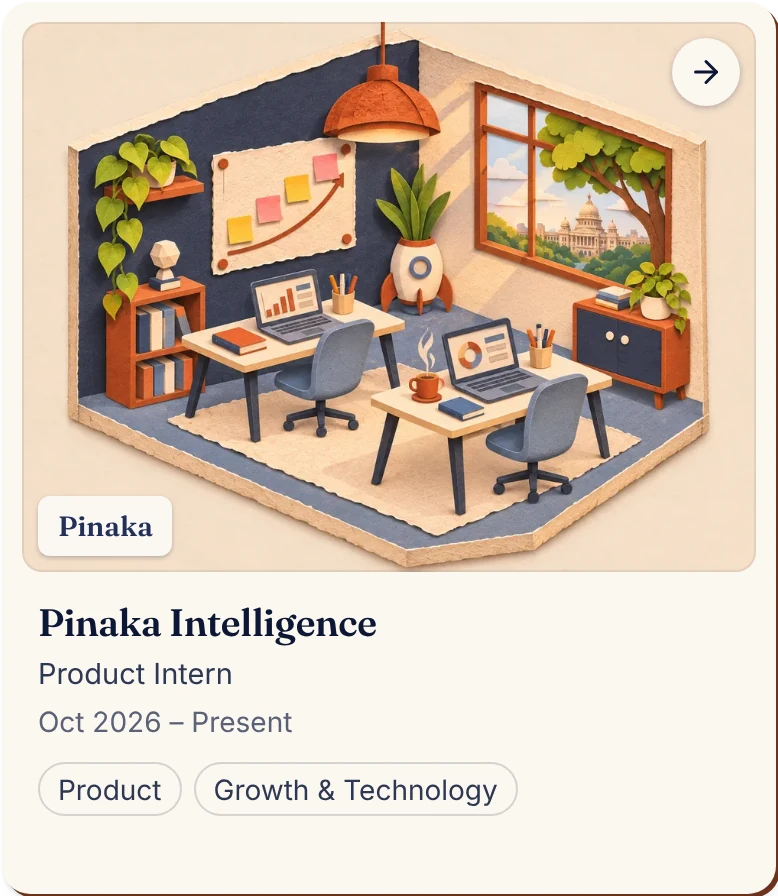 Pinaka
Pinaka Intelligence
Product Intern
Oct 2026 – Present
Product
Growth & Technology